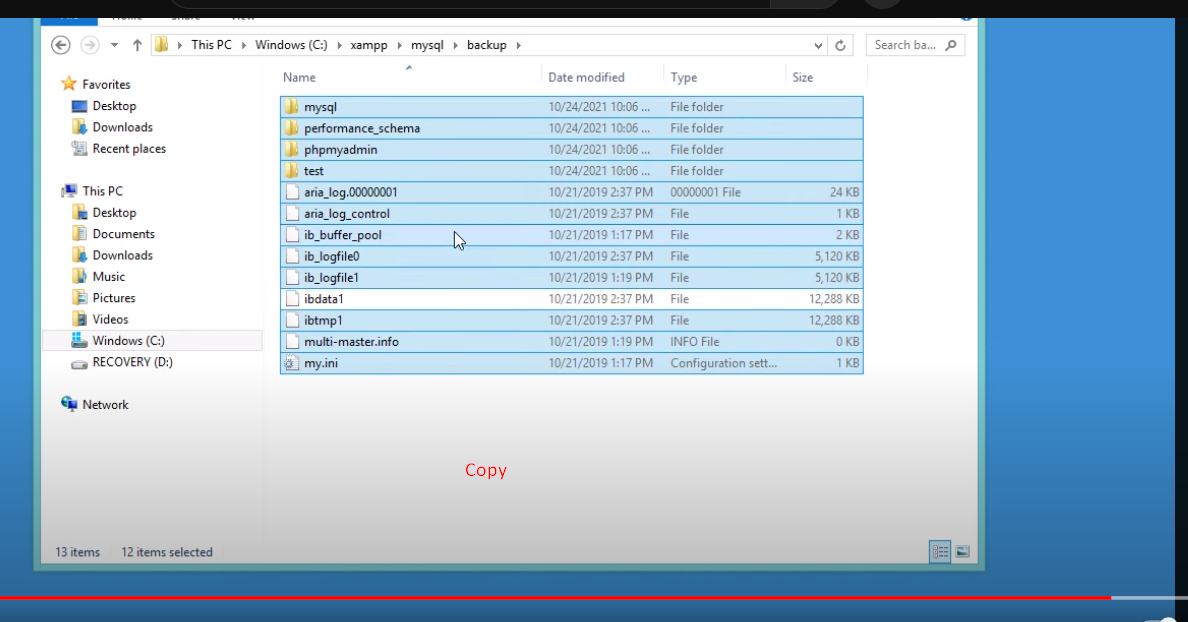 Home Share View
This PC Windows (C:) xampp mysql backup Search ba...
Name Date modified Type Size
Favorites
Desktop
Downloads
Recent places
This PC
Desktop
Documents
Downloads
Music
Pictures
Videos
Windows (C:)
RECOVERY (D:)
Network
mysql 10/24/2021 10:06 ... File folder
performance_schema 10/24/2021 10:06 ... File folder
phpmyadmin 10/24/2021 10:06 ... File folder
test 10/24/2021 10:06 ... File folder
aria_log.00000001 10/21/2019 2:37 PM 00000001 File 24 KB
aria_log_control 10/21/2019 2:37 PM File 1 KB
ib_buffer_pool 10/21/2019 1:17 PM File 2 KB
ib_logfile0 10/21/2019 2:37 PM File 5,120 KB
ib_logfile1 10/21/2019 1:19 PM File 5,120 KB
ibdata1 10/21/2019 2:37 PM File 12,288 KB
ibtmp1 10/21/2019 2:37 PM File 12,288 KB
multi-master.info 10/21/2019 1:19 PM INFO File 0 KB
my.ini 10/21/2019 1:17 PM Configuration sett... 1 KB
Copy
13 items 12 items selected